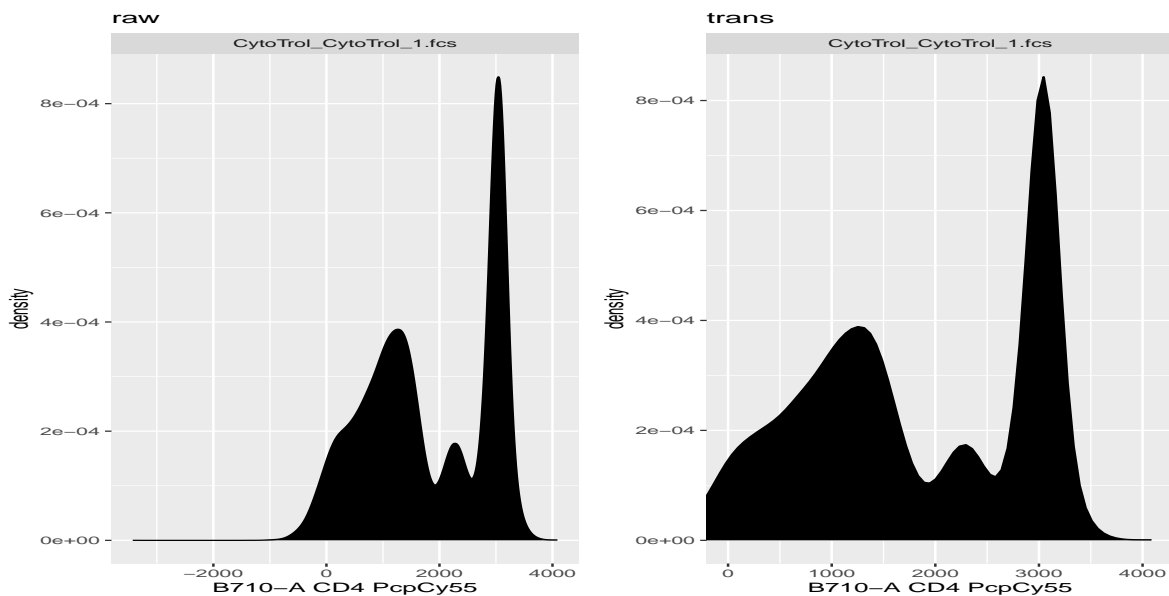 raw
CytoTrol_CytoTrol_1.fcs
8e−04
6e−04
4e−04
2e−04
0e+00
density
−2000
0
2000
4000
B710−A CD4 PcpCy55
trans
CytoTrol_CytoTrol_1.fcs
8e−04
6e−04
4e−04
2e−04
0e+00
density
0
1000
2000
3000
4000
B710−A CD4 PcpCy55